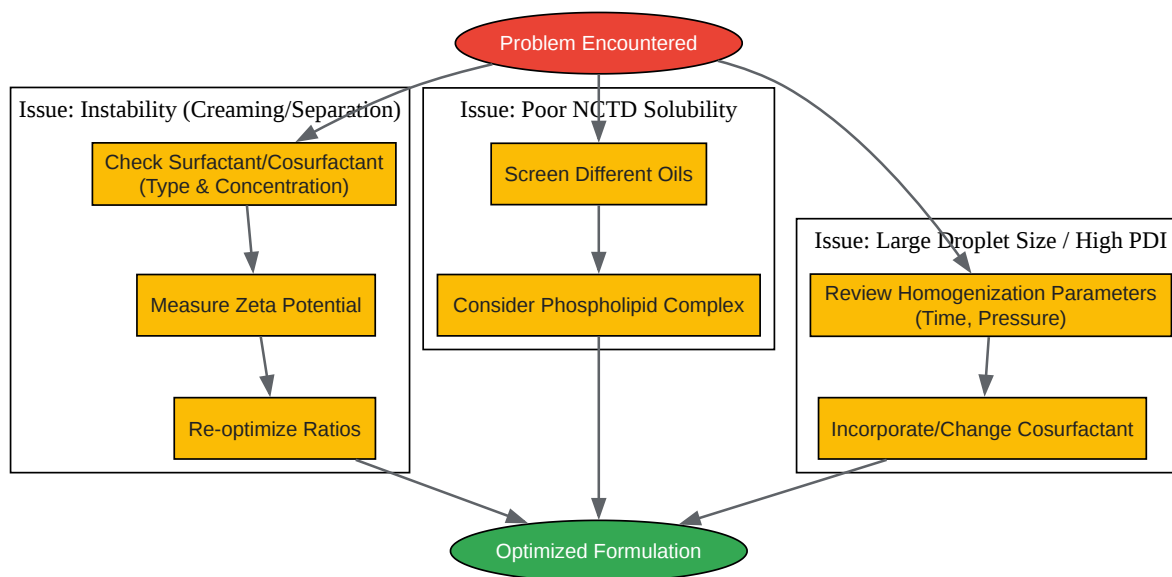 Problem Encountered
Issue: Instability (Creaming/Separation)
Check Surfactant/Cosurfactant
(Type & Concentration)
Measure Zeta Potential
Re-optimize Ratios
Issue: Poor NCTD Solubility
Screen Different Oils
Consider Phospholipid Complex
Issue: Large Droplet Size / High PDI
Review Homogenization Parameters
(Time, Pressure)
Incorporate/Change Cosurfactant
Optimized Formulation